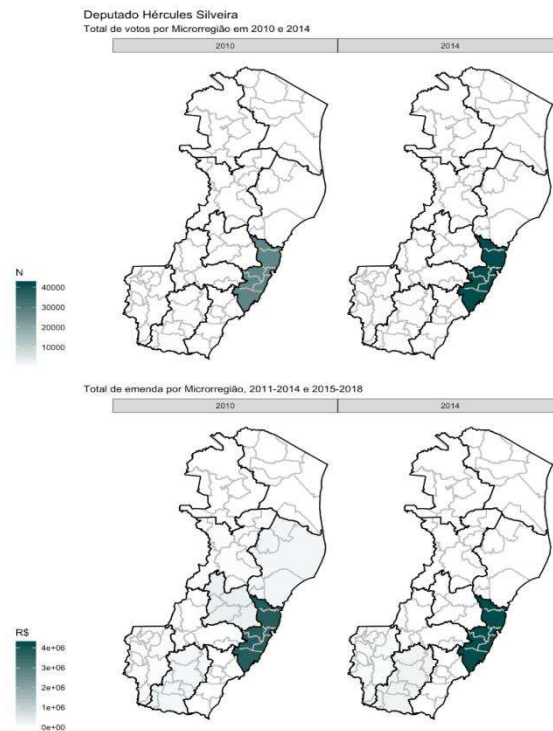 Deputado Hércules Silveira
Total de votos por Microrregião em 2010 e 2014
2010
2014
N
40000
30000
20000
10000
Total de emenda por Microrregião, 2011-2014 e 2015-2018
2010
2014
R$
4e+06
3e+06
2e+06
1e+06
0e+00